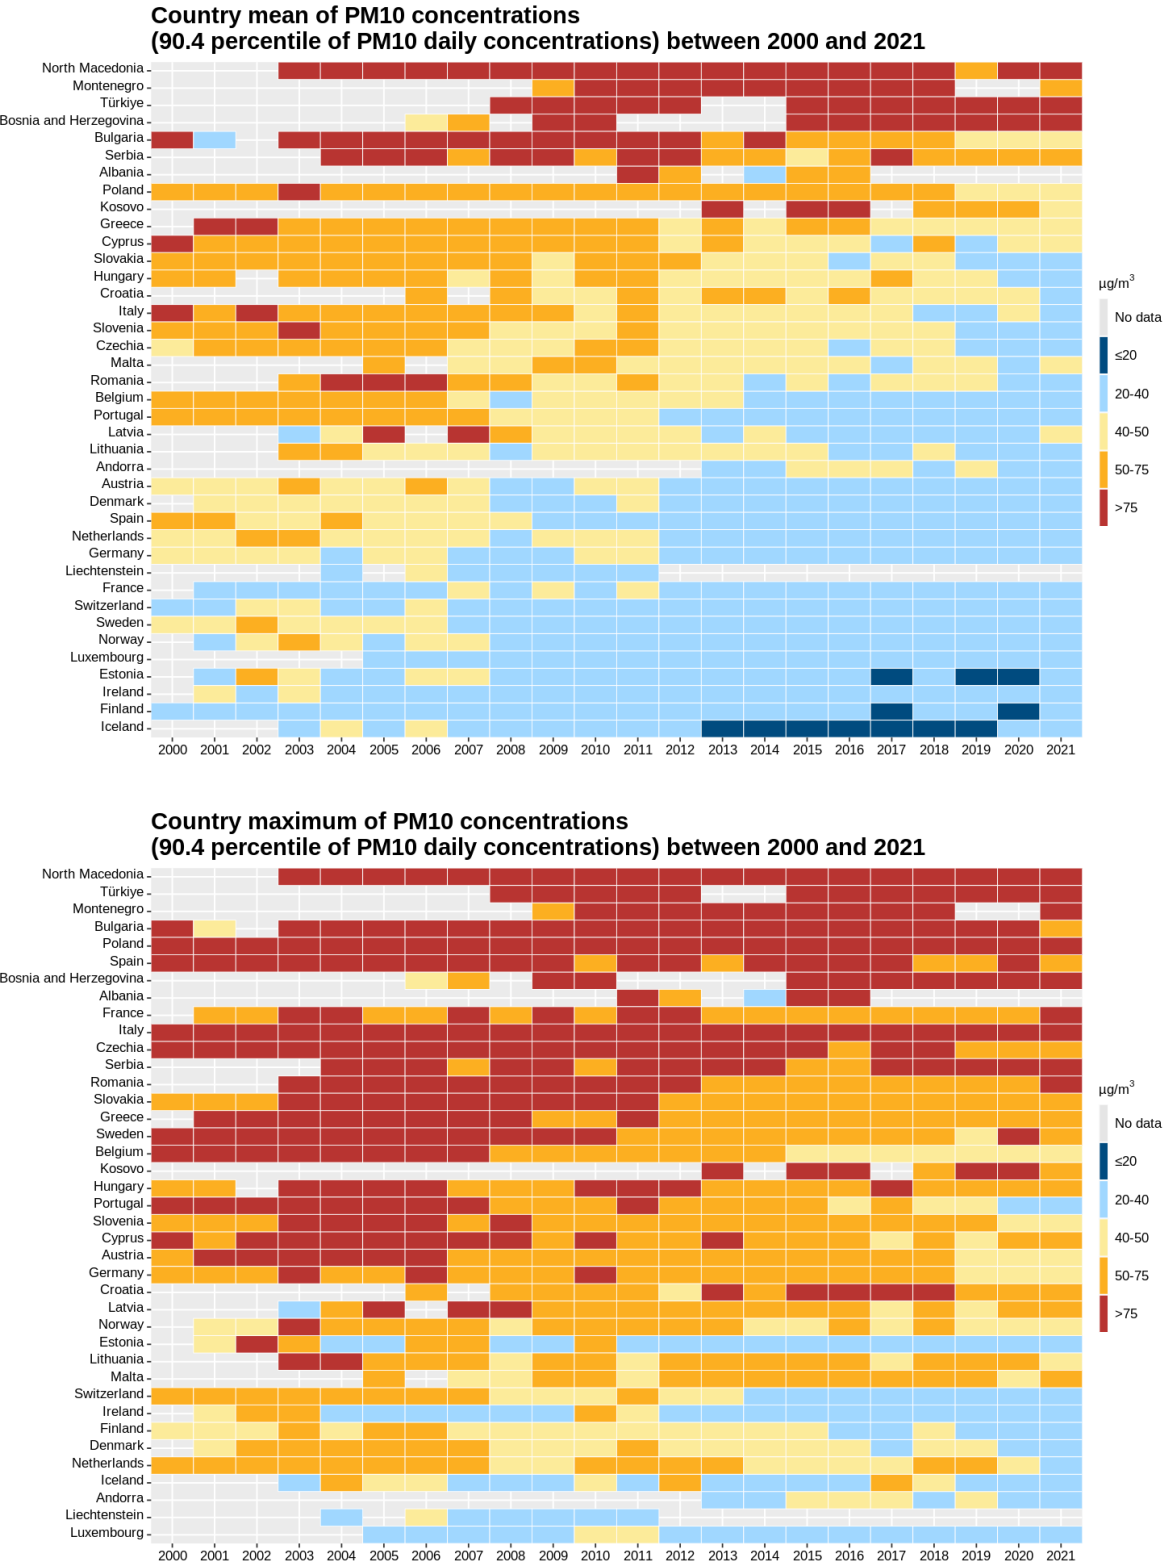 Country mean of PM10 concentrations
(90.4 percentile of PM10 daily concentrations) between 2000 and 2021
North Macedonia
Montenegro
Türkiye
Bosnia and Herzegovina
Bulgaria
Serbia
Albania
Poland
Kosovo
Greece
Cyprus
Slovakia
Hungary
Croatia
Italy
Slovenia
Czechia
Malta
Romania
Belgium
Portugal
Latvia
Lithuania
Andorra
Austria
Denmark
Spain
Netherlands
Germany
Liechtenstein
France
Switzerland
Sweden
Norway
Luxembourg
Estonia
Ireland
Finland
Iceland
2000 2001 2002 2003 2004 2005 2006 2007 2008 2009 2010 2011 2012 2013 2014 2015 2016 2017 2018 2019 2020 2021
µg/m³
No data
≤20
20-40
40-50
50-75
>75
Country maximum of PM10 concentrations
(90.4 percentile of PM10 daily concentrations) between 2000 and 2021
North Macedonia
Türkiye
Montenegro
Bulgaria
Poland
Spain
Bosnia and Herzegovina
Albania
France
Italy
Czechia
Serbia
Romania
Slovakia
Greece
Sweden
Belgium
Kosovo
Hungary
Portugal
Slovenia
Cyprus
Austria
Germany
Croatia
Latvia
Norway
Estonia
Lithuania
Malta
Switzerland
Ireland
Finland
Denmark
Netherlands
Iceland
Andorra
Liechtenstein
Luxembourg
2000 2001 2002 2003 2004 2005 2006 2007 2008 2009 2010 2011 2012 2013 2014 2015 2016 2017 2018 2019 2020 2021
µg/m³
No data
≤20
20-40
40-50
50-75
>75